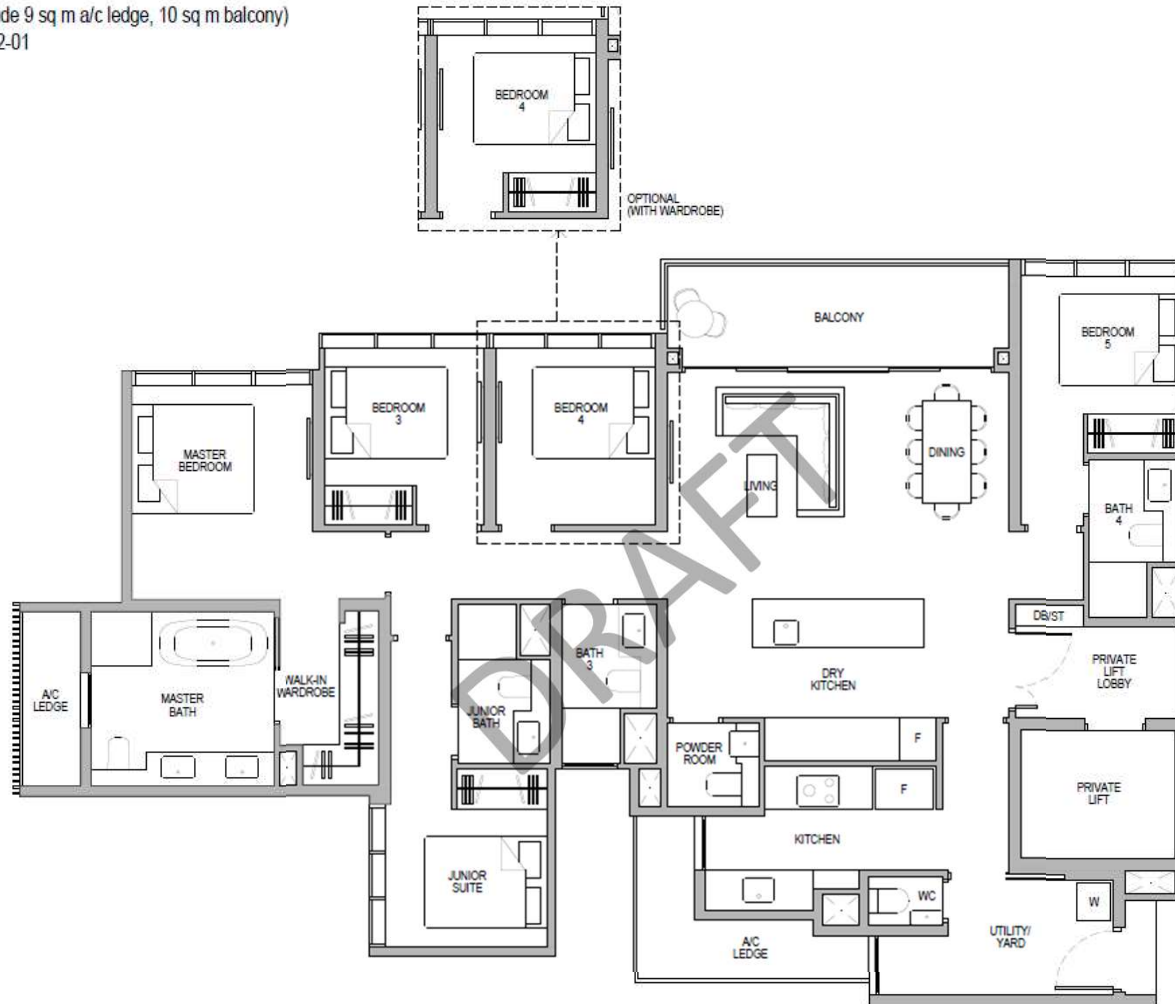 de 9 sq m a/c ledge, 10 sq m balcony)
2-01
BEDROOM
4
OPTIONAL
(WITH WARDROBE)
BALCONY
BEDROOM
5
BEDROOM
3
BEDROOM
4
MASTER
BEDROOM
LIVING
DINING
BATH
4
DB/ST
PRIVATE
LIFT
LOBBY
A/C
LEDGE
MASTER
BATH
WALK-IN
WARDROBE
JUNIOR
BATH
BATH
3
DRY
KITCHEN
POWDER
ROOM
F
F
PRIVATE
LIFT
KITCHEN
JUNIOR
SUITE
WC
W
A/C
LEDGE
UTILITY/
YARD
DRAFT